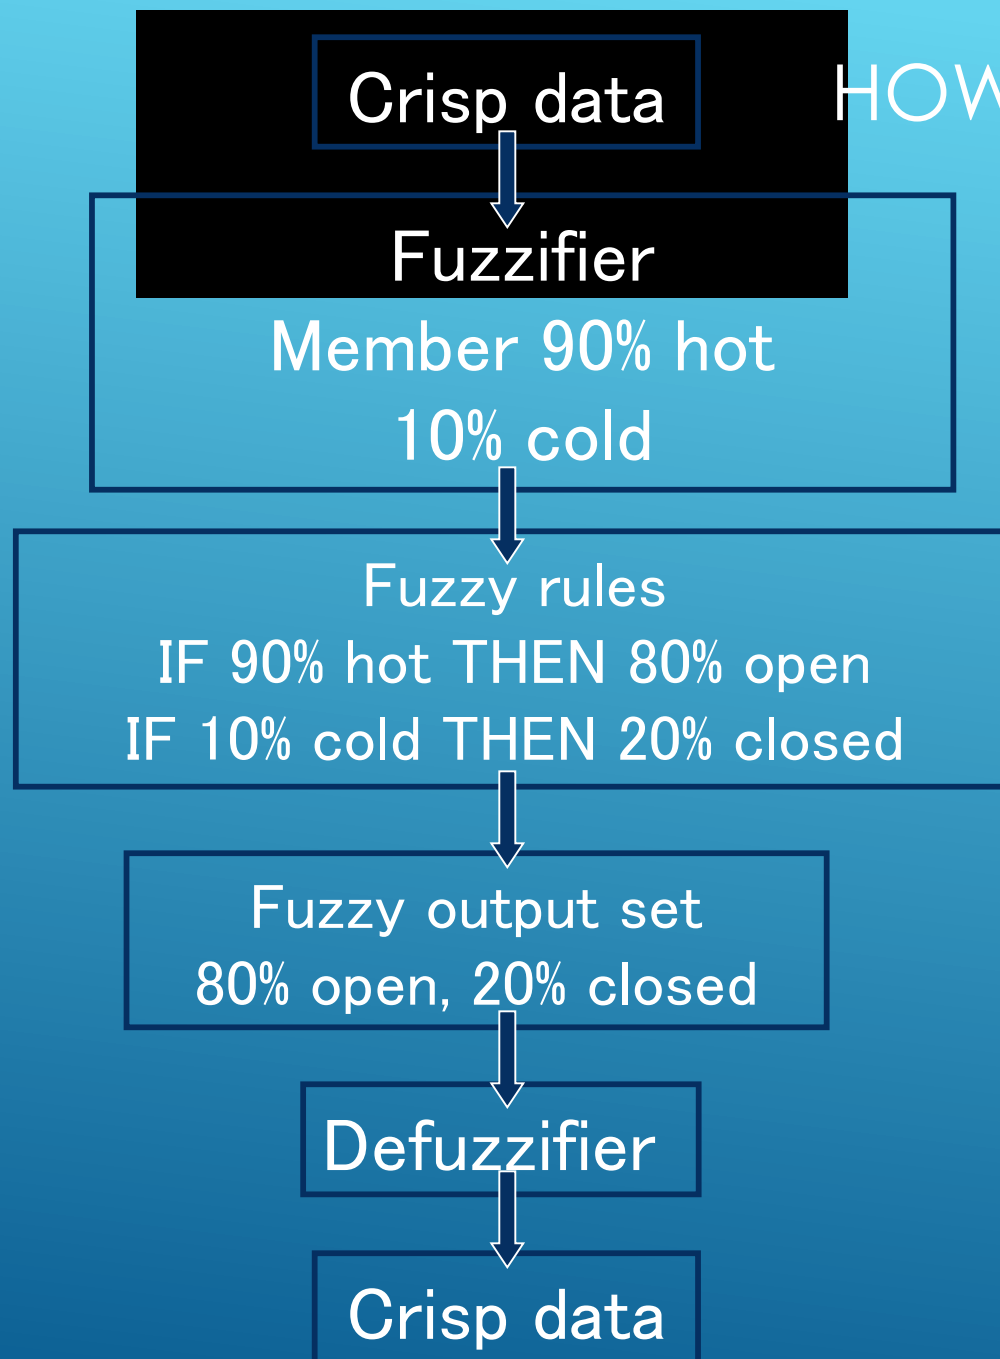 Crisp data
HOW
Fuzzifier
Member 90% hot
10% cold
Fuzzy rules
IF 90% hot THEN 80% open
IF 10% cold THEN 20% closed
Fuzzy output set
80% open, 20% closed
Defuzzifier
Crisp data